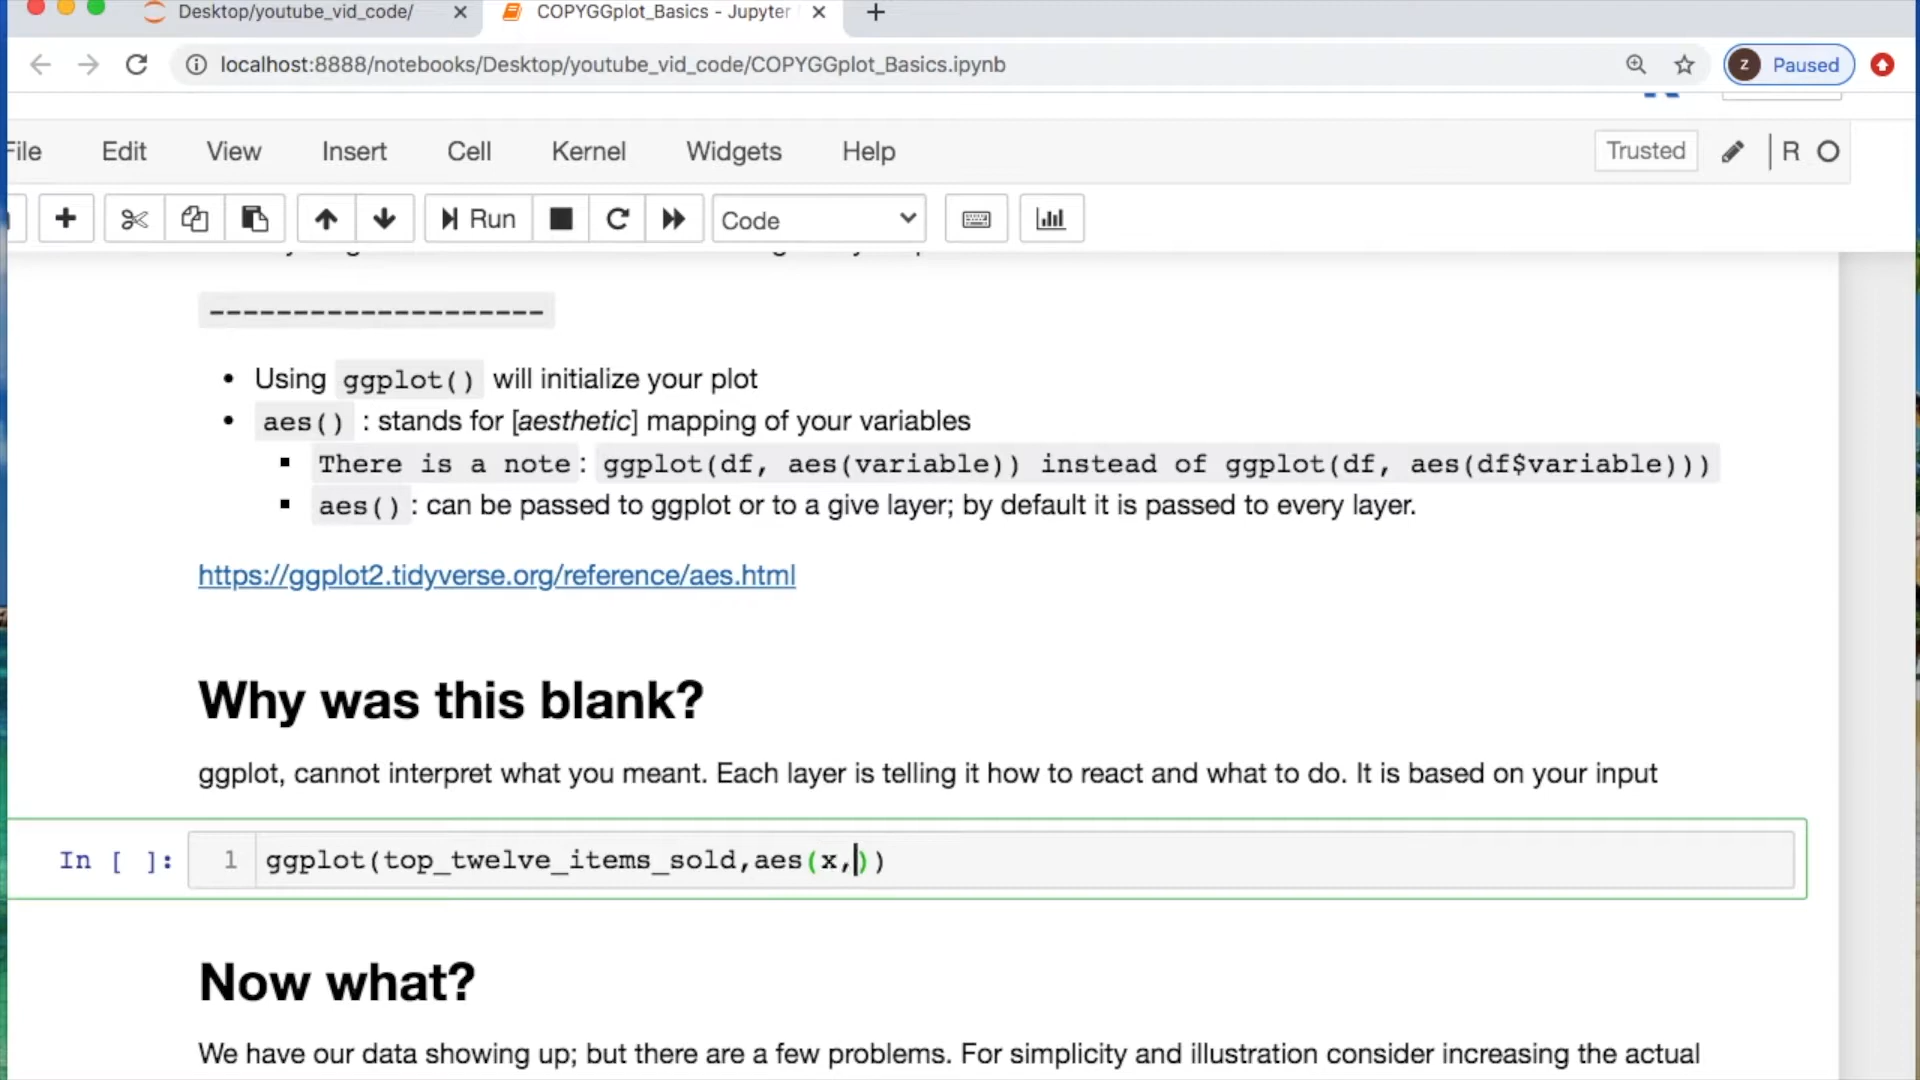 Desktop/youtube_vid_code/
COPYGGplot_Basics - Jupyter
localhost:8888/notebooks/Desktop/youtube_vid_code/COPYGGplot_Basics.ipynb
z Paused
File Edit View Insert Cell Kernel Widgets Help Trusted R
Run Code
--------------------
Using ggplot() will initialize your plot
aes() : stands for [aesthetic] mapping of your variables
There is a note: ggplot(df, aes(variable)) instead of ggplot(df, aes(df$variable)))
aes(): can be passed to ggplot or to a give layer; by default it is passed to every layer.
https://ggplot2.tidyverse.org/reference/aes.html
Why was this blank?
ggplot, cannot interpret what you meant. Each layer is telling it how to react and what to do. It is based on your input
In [ ]: 1 ggplot(top_twelve_items_sold,aes(x,))
Now what?
We have our data showing up; but there are a few problems. For simplicity and illustration consider increasing the actual